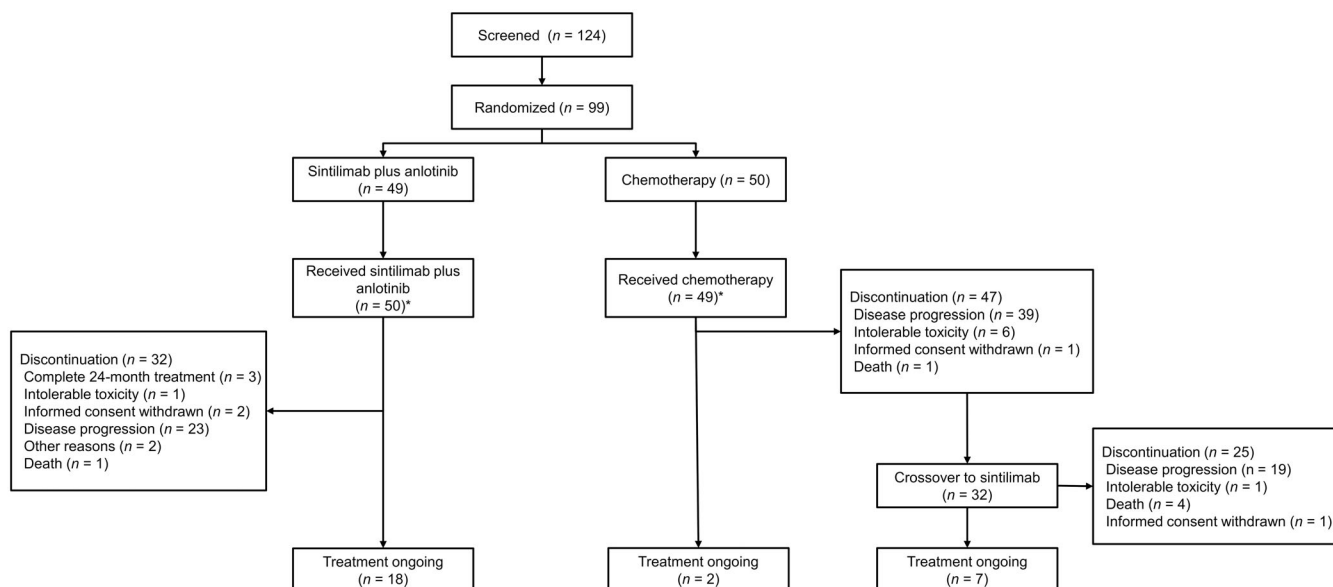 Screened (n = 124)
Randomized (n = 99)
Sintilimab plus anlotinib
(n = 49)
Chemotherapy (n = 50)
Received sintilimab plus
anlotinib
(n = 50)*
Received chemotherapy
(n = 49)*
Discontinuation (n = 47)
Disease progression (n = 39)
Intolerable toxicity (n = 6)
Informed consent withdrawn (n = 1)
Death (n = 1)
Discontinuation (n = 32)
Complete 24-month treatment (n = 3)
Intolerable toxicity (n = 1)
Informed consent withdrawn (n = 2)
Disease progression (n = 23)
Other reasons (n = 2)
Death (n = 1)
Crossover to sintilimab
(n = 32)
Discontinuation (n = 25)
Disease progression (n = 19)
Intolerable toxicity (n = 1)
Death (n = 4)
Informed consent withdrawn (n = 1)
Treatment ongoing
(n = 18)
Treatment ongoing
(n = 2)
Treatment ongoing
(n = 7)